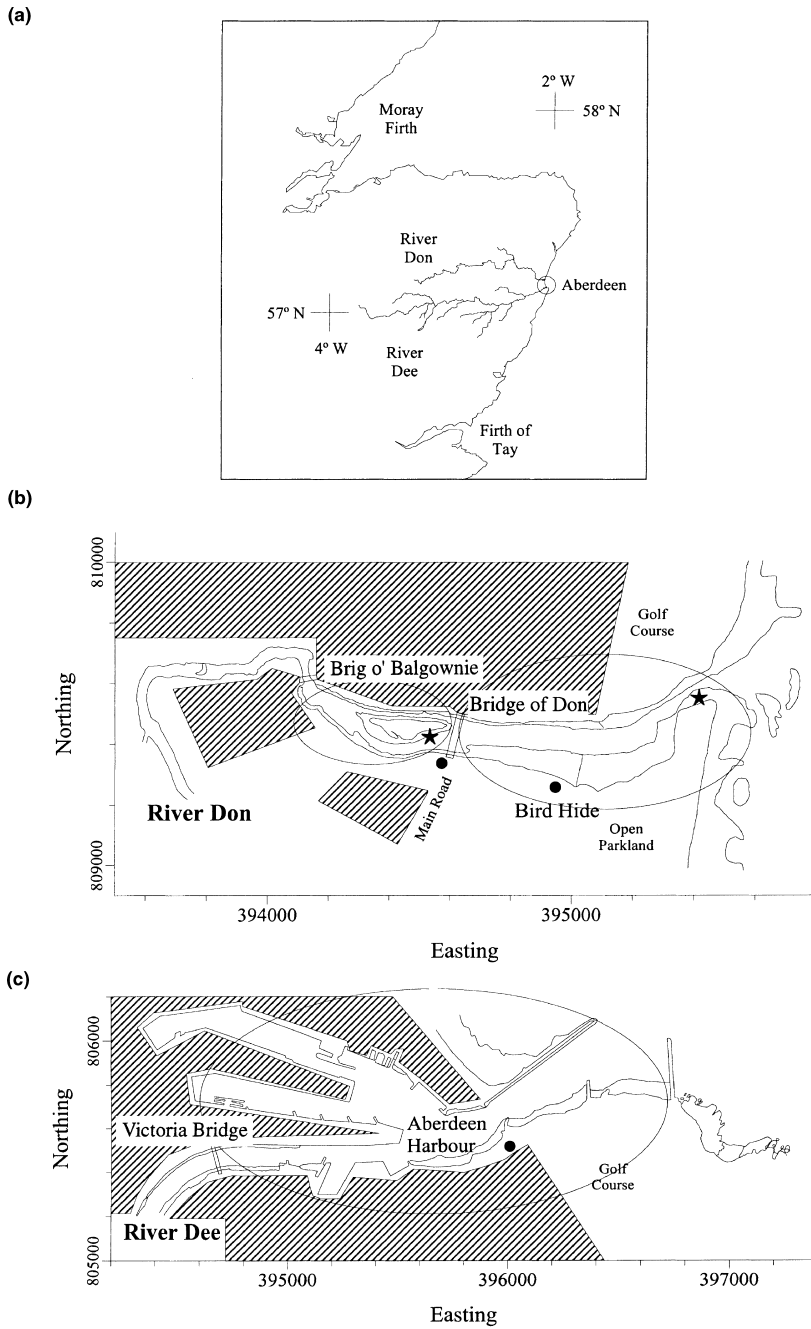 (a)
2° W
58° N
Moray
Firth
River
Don
Aberdeen
57° N
4° W
River
Dee
Firth of
Tay
(b)
810000
Golf
Course
Brig o' Balgownie
Bridge of Don
Northing
Main Road
River Don
Bird Hide
Open
Parkland
809000
394000
395000
Easting
(c)
806000
Northing
Victoria Bridge
Aberdeen
Harbour
Golf
Course
River Dee
805000
395000
396000
397000
Easting